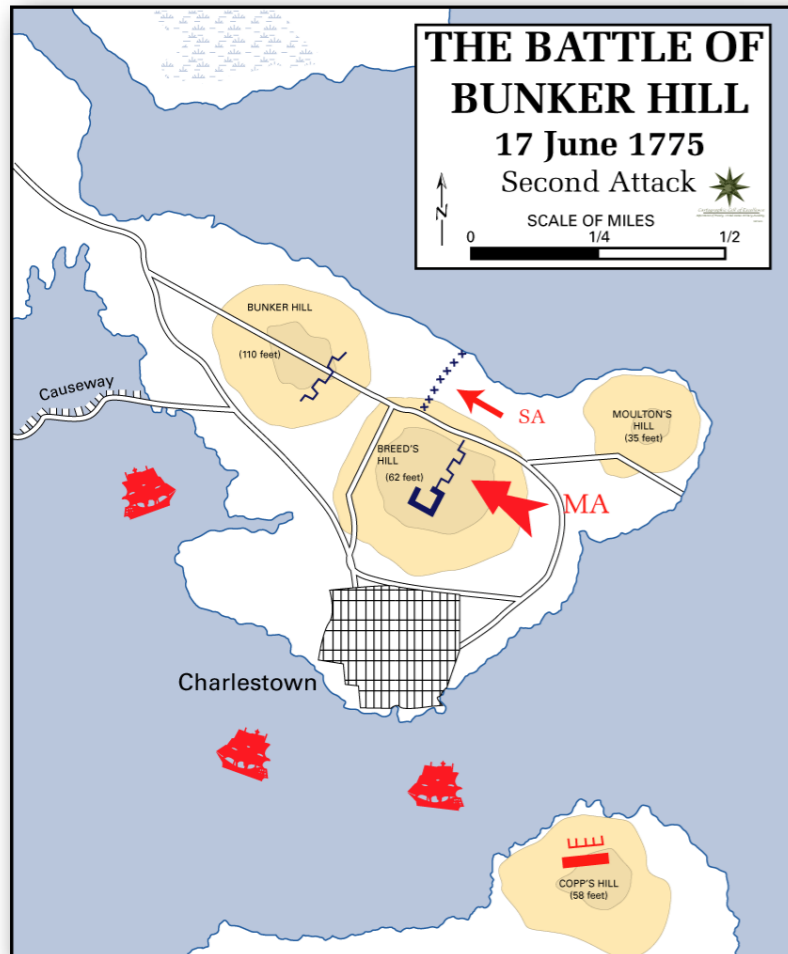 THE BATTLE OF
BUNKER HILL
17 June 1775
Second Attack
N
SCALE OF MILES
0 1/4 1/2
BUNKER HILL
(110 feet)
Causeway
SA
MOULTON'S
HILL
(35 feet)
BREED'S
HILL
(62 feet)
MA
Charlestown
COPP'S HILL
(58 feet)